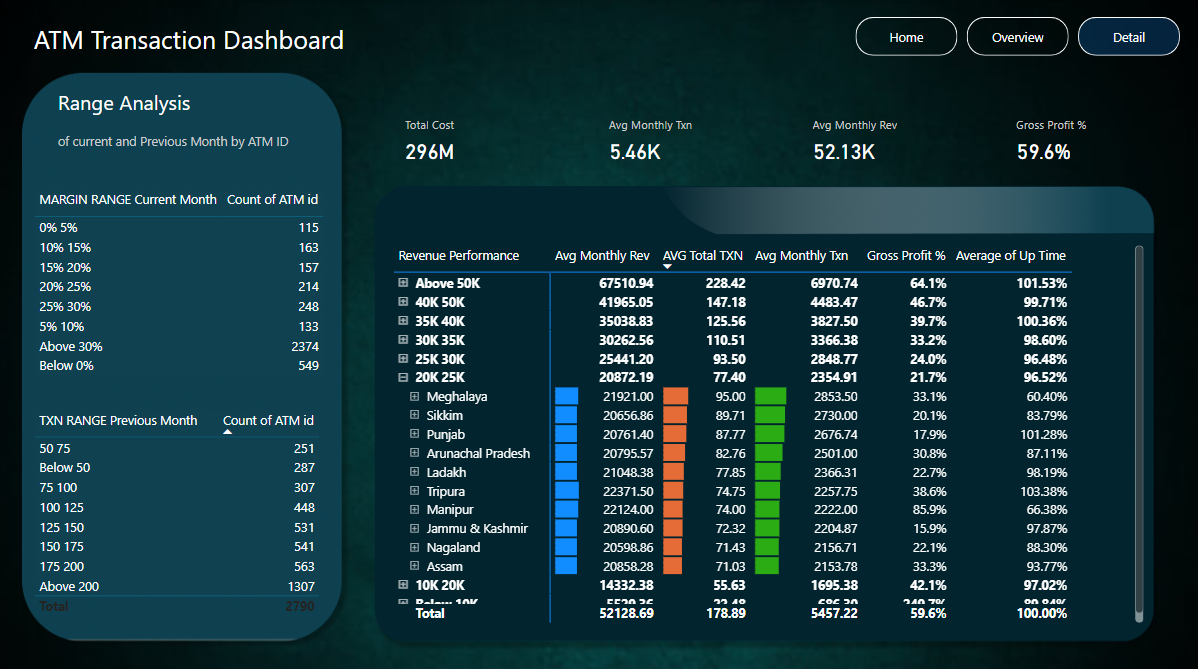 ATM Transaction Dashboard
Home Overview Detail
Range Analysis
of current and Previous Month by ATM ID
MARGIN RANGE Current Month Count of ATM id
0% 5% 115
10% 15% 163
15% 20% 157
20% 25% 214
25% 30% 248
5% 10% 133
Above 30% 2374
Below 0% 549
TXN RANGE Previous Month Count of ATM id
50 75 251
Below 50 287
75 100 307
100 125 448
125 150 531
150 175 541
175 200 563
Above 200 1307
Total 2790
Total Cost Avg Monthly Txn Avg Monthly Rev Gross Profit %
296M 5.46K 52.13K 59.6%
Revenue Performance Avg Monthly Rev AVG Total TXN Avg Monthly Txn Gross Profit % Average of Up Time
Above 50K 67510.94 228.42 6970.74 64.1% 101.53%
40K 50K 41965.05 147.18 4483.47 46.7% 99.71%
35K 40K 35038.83 125.56 3827.50 39.7% 100.36%
30K 35K 30262.56 110.51 3366.38 33.2% 98.60%
25K 30K 25441.20 93.50 2848.77 24.0% 96.48%
20K 25K 20872.19 77.40 2354.91 21.7% 96.52%
Meghalaya 21921.00 95.00 2853.50 33.1% 60.40%
Sikkim 20656.86 89.71 2730.00 20.1% 83.79%
Punjab 20761.40 87.77 2676.74 17.9% 101.28%
Arunachal Pradesh 20795.57 82.76 2501.00 30.8% 87.11%
Ladakh 21048.38 77.85 2366.31 22.7% 98.19%
Tripura 22371.50 74.75 2257.75 38.6% 103.38%
Manipur 22124.00 74.00 2222.00 85.9% 66.38%
Jammu & Kashmir 20890.60 72.32 2204.87 15.9% 97.87%
Nagaland 20598.86 71.43 2156.71 22.1% 88.30%
Assam 20858.28 71.03 2153.78 33.3% 93.77%
10K 20K 14332.38 55.63 1695.38 42.1% 97.02%
Below 10K
Total 52128.69 178.89 5457.22 59.6% 100.00%